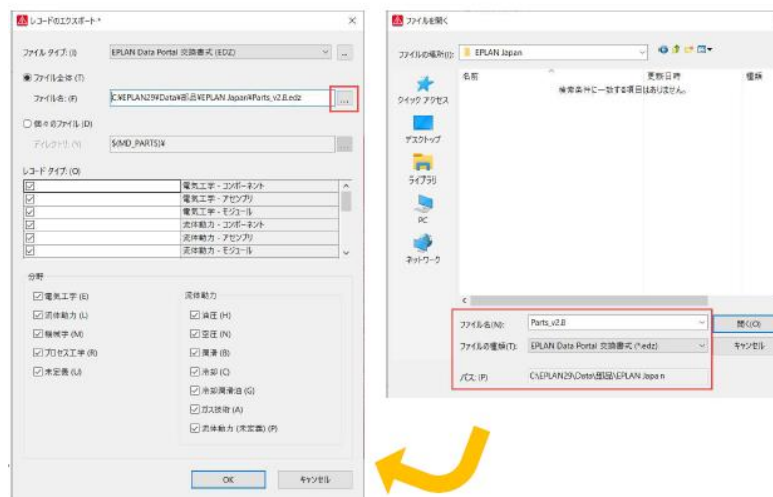 レコードのエクスポート*
ファイル タイプ: (I)
EPLAN Data Portal 交換書式 (EDZ)
...
ファイル全体 (T)
ファイル名: (F)
C:¥EPLAN29¥Data¥部品¥EPLAN Japan¥Parts_v2.8.edz
...
個々のファイル (D)
ディレクトリ: (Y)
$(MD_PARTS)¥
...
レコード タイプ: (O)
電気工学 - コンポーネント
電気工学 - アセンブリ
電気工学 - モジュール
流体動力 - コンポーネント
流体動力 - アセンブリ
流体動力 - モジュール
分野
電気工学 (E)
流体動力 (L)
機械学 (M)
プロセス工学 (R)
未定義 (U)
流体動力
油圧 (H)
空圧 (N)
潤滑 (B)
冷却 (C)
冷却潤滑油 (G)
ガス技術 (A)
流体動力 (未定義) (P)
OK
キャンセル
ファイルを開く
ファイルの場所(I):
EPLAN Japan
名前
更新日時
種類
検索条件に一致する項目はありません。
クイック アクセス
デスクトップ
ライブラリ
PC
ネットワーク
ファイル名(N):
Parts_v2.8
開く(O)
ファイルの種類(T):
EPLAN Data Portal 交換書式 (*.edz)
キャンセル
パス: (P)
C:\EPLAN29\Data\部品\EPLAN Japan